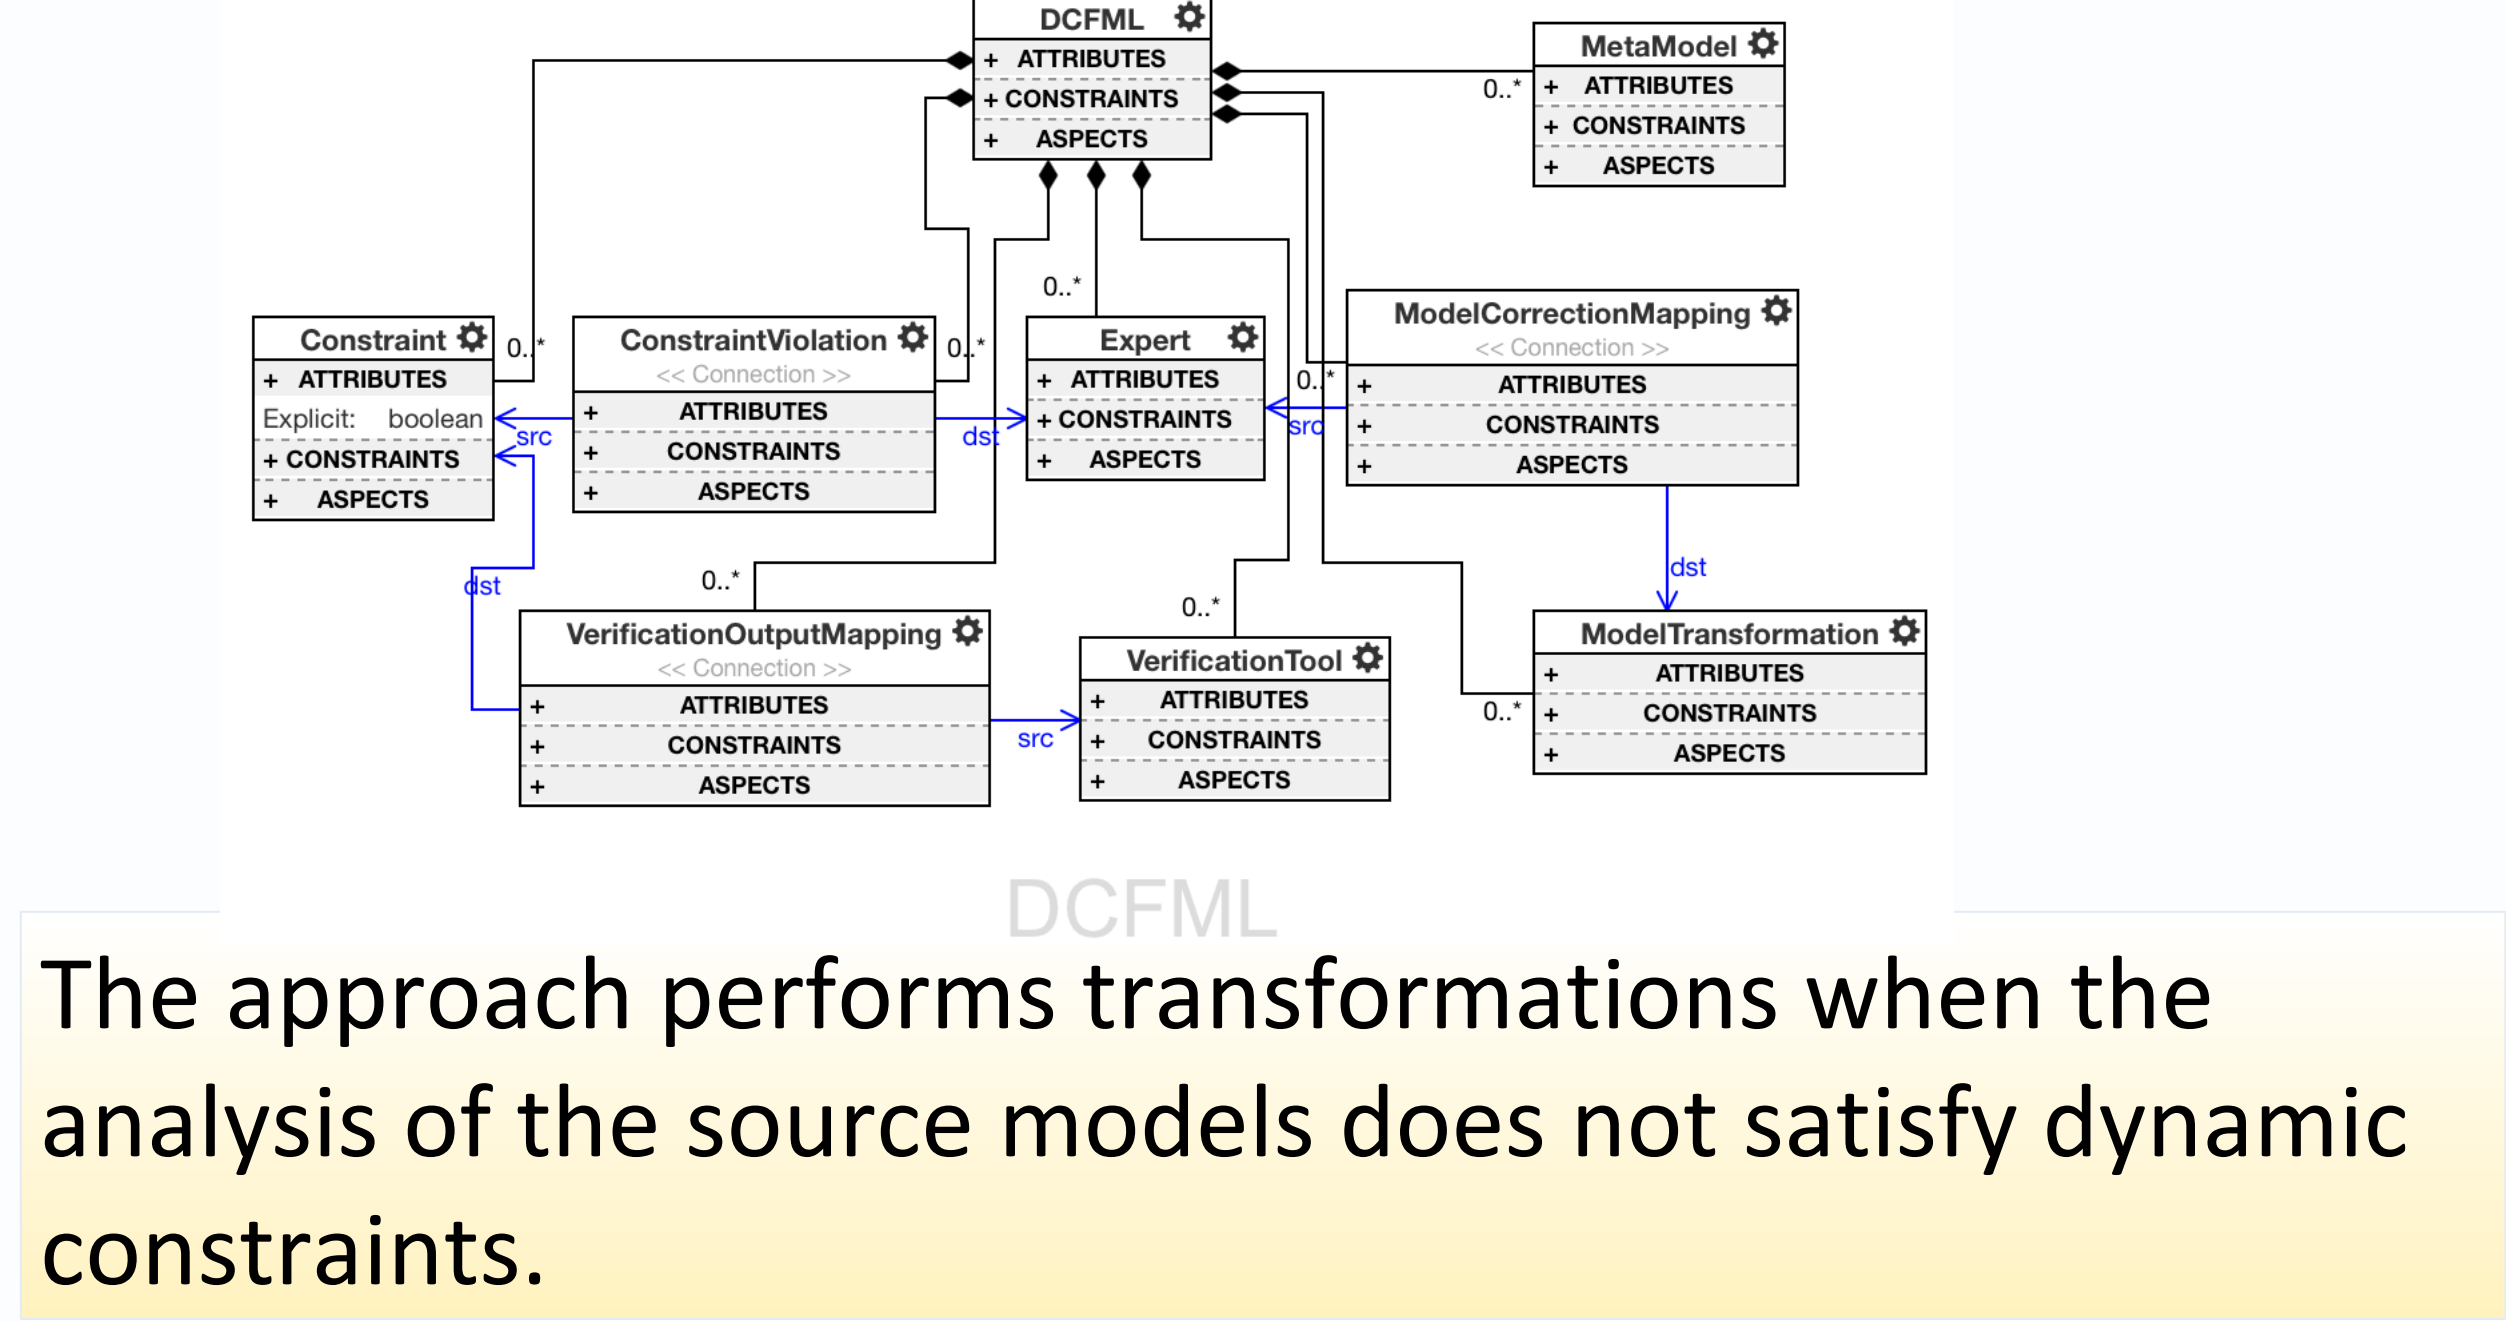 DCFML
+ ATTRIBUTES
+ CONSTRAINTS
+ ASPECTS
MetaModel
0..*
+ ATTRIBUTES
+ CONSTRAINTS
+ ASPECTS
0..*
Constraint
0..*
+ ATTRIBUTES
Explicit: boolean
+ CONSTRAINTS
+ ASPECTS
src
ConstraintViolation
<< Connection >>
0..*
+ ATTRIBUTES
+ CONSTRAINTS
+ ASPECTS
dst
Expert
+ ATTRIBUTES
+ CONSTRAINTS
+ ASPECTS
0..*
src
ModelCorrectionMapping
<< Connection >>
+ ATTRIBUTES
+ CONSTRAINTS
+ ASPECTS
dst
dst
0..*
VerificationOutputMapping
<< Connection >>
+ ATTRIBUTES
+ CONSTRAINTS
+ ASPECTS
src
0..*
VerificationTool
+ ATTRIBUTES
+ CONSTRAINTS
+ ASPECTS
0..*
ModelTransformation
+ ATTRIBUTES
+ CONSTRAINTS
+ ASPECTS
DCFML
The approach performs transformations when the
analysis of the source models does not satisfy dynamic
constraints.